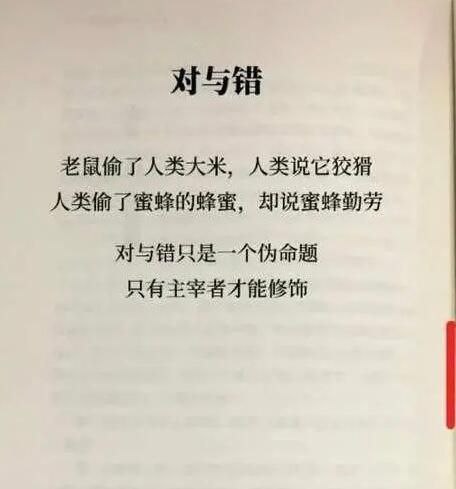 对与错
老鼠偷了人类大米，人类说它狡猾
人类偷了蜜蜂的蜂蜜，却说蜜蜂勤劳
对与错只是一个伪命题
只有主宰者才能修饰